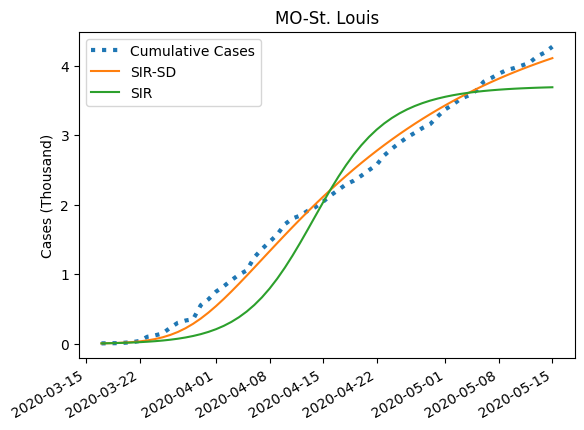 MO-St. Louis
Cumulative Cases
SIR-SD
SIR
Cases (Thousand)
4
3
2
1
0
2020-03-15
2020-03-22
2020-04-01
2020-04-08
2020-04-15
2020-04-22
2020-05-01
2020-05-08
2020-05-15